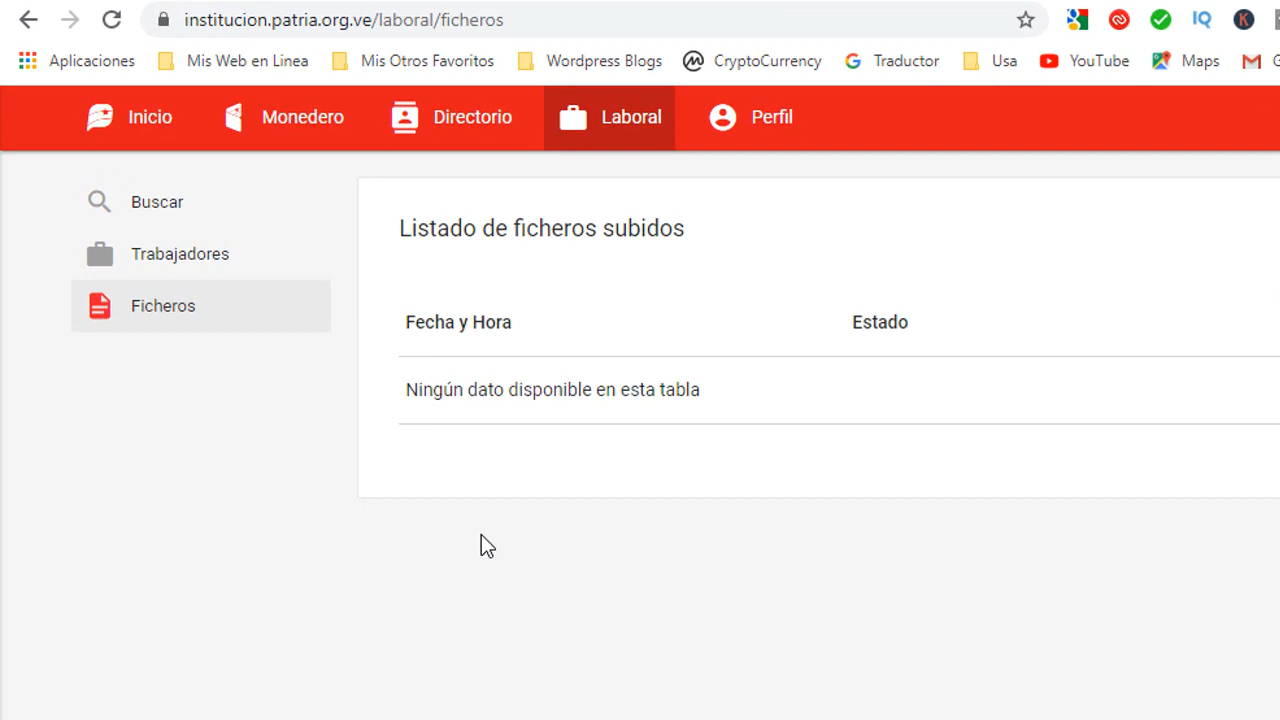 institucion.patria.org.ve/laboral/ficheros
IQ K
Aplicaciones Mis Web en Linea Mis Otros Favoritos Wordpress Blogs CryptoCurrency Traductor Usa YouTube Maps
Inicio Monedero Directorio Laboral Perfil
Buscar
Trabajadores
Ficheros
Listado de ficheros subidos
Fecha y Hora Estado
Ningún dato disponible en esta tabla